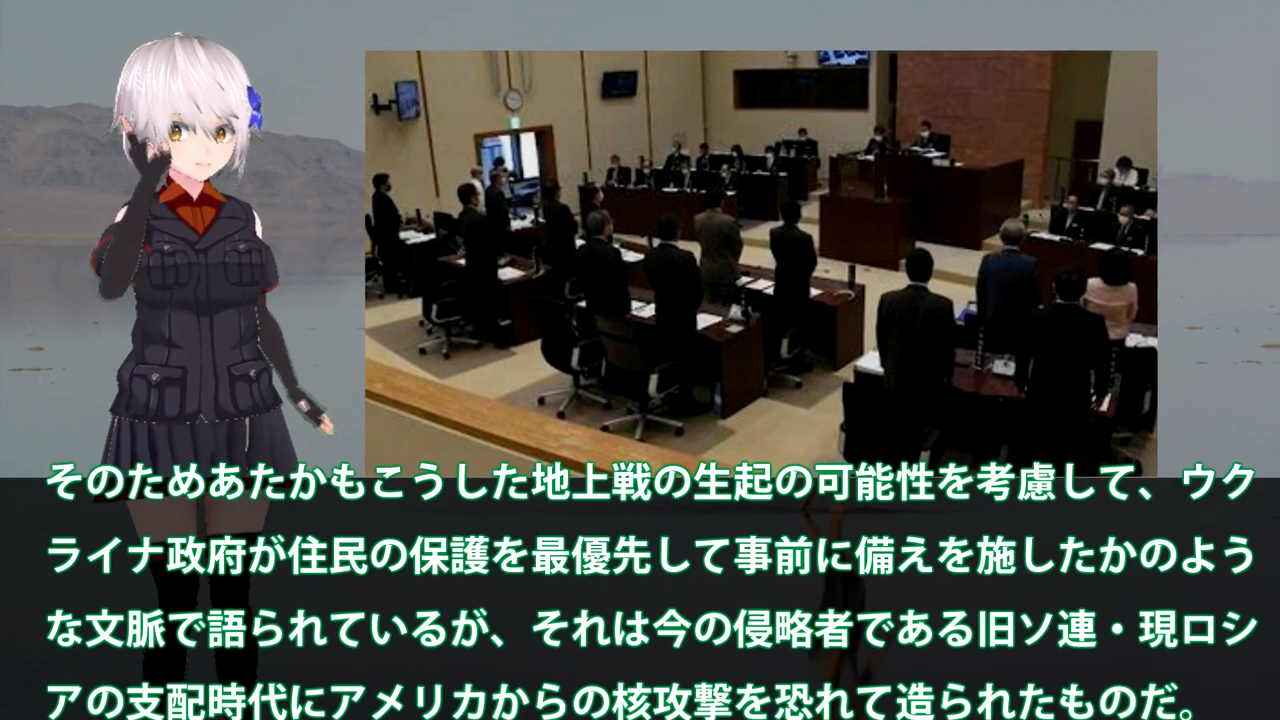 そのためあたかもこうした地上戦の生起の可能性を考慮して、ウク
ライナ政府が住民の保護を最優先して事前に備えを施したかのよう
な文脈で語られているが、それは今の侵略者である旧ソ連・現ロシ
アの支配時代にアメリカからの核攻撃を恐れて造られたものだ。